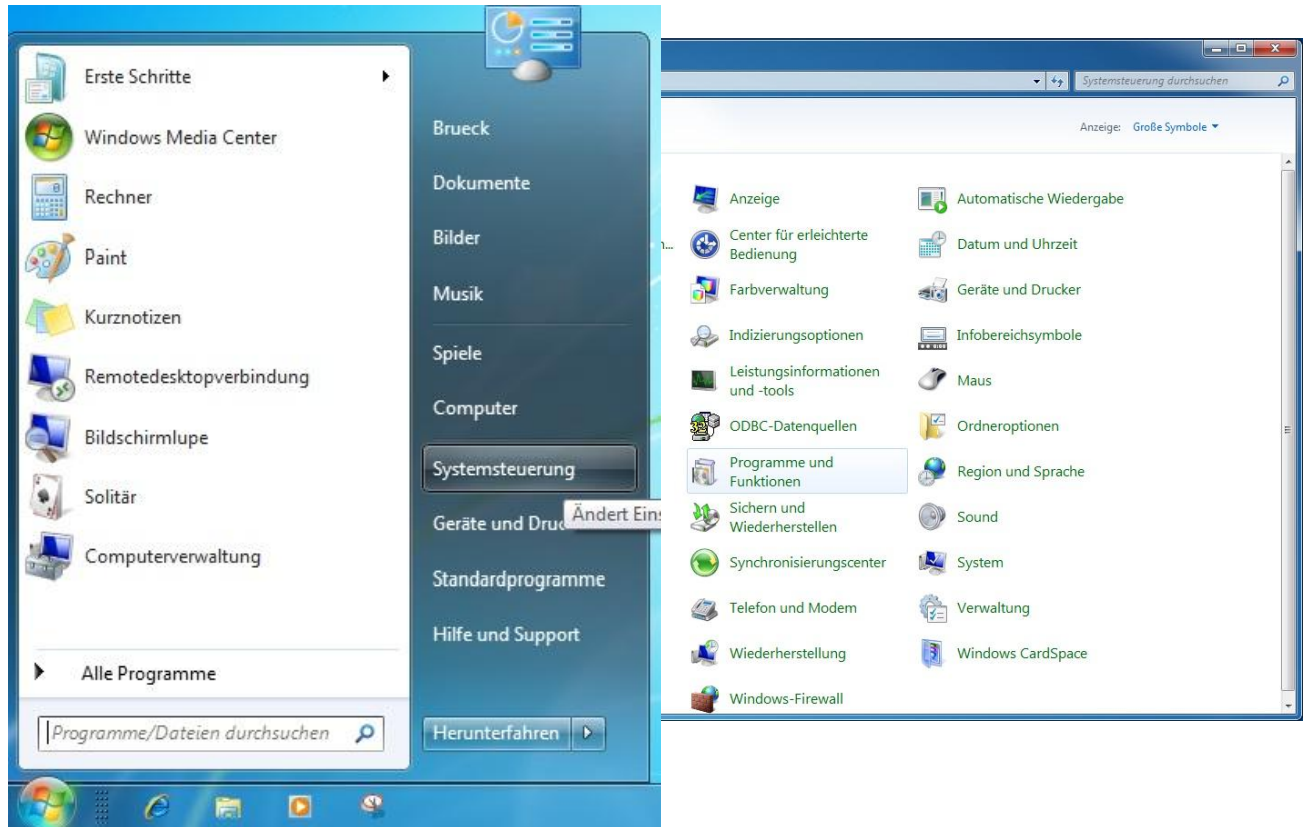 Erste Schritte
Windows Media Center
Rechner
Paint
Kurznotizen
Remotedesktopverbindung
Bildschirmlupe
Solitär
Computerverwaltung
Alle Programme
Programme/Dateien durchsuchen
Brueck
Dokumente
Bilder
Musik
Spiele
Computer
Systemsteuerung
Ändert Eins
Geräte und Druc
Standardprogramme
Hilfe und Support
Herunterfahren
Systemsteuerung durchsuchen
Anzeige: Große Symbole
Anzeige
Center für erleichterte
Bedienung
Farbverwaltung
Indizierungsoptionen
Leistungsinformationen
und -tools
ODBC-Datenquellen
Programme und
Funktionen
Sichern und
Wiederherstellen
Synchronisierungscenter
Telefon und Modem
Wiederherstellung
Windows-Firewall
Automatische Wiedergabe
Datum und Uhrzeit
Geräte und Drucker
Infobereichsymbole
Maus
Ordneroptionen
Region und Sprache
Sound
System
Verwaltung
Windows CardSpace